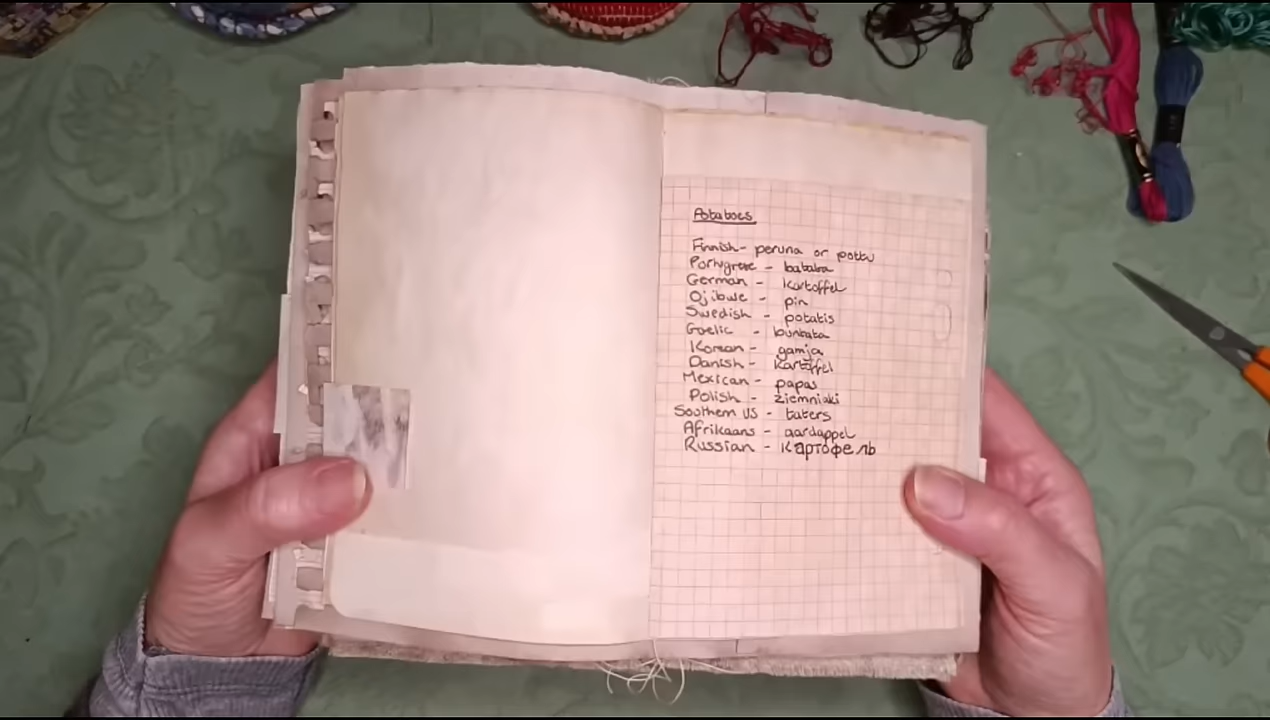 Potatoes
Finnish - peruna or pottu
Portugese - batata
German - Kartoffel
Ojibwe - pin
Swedish - potatis
Gaelic - buntata
Korean - gamja
Danish - Kartoffel
Mexican - papas
Polish - ziemniaki
Southern US - taters
Afrikaans - aardappel
Russian - картофель